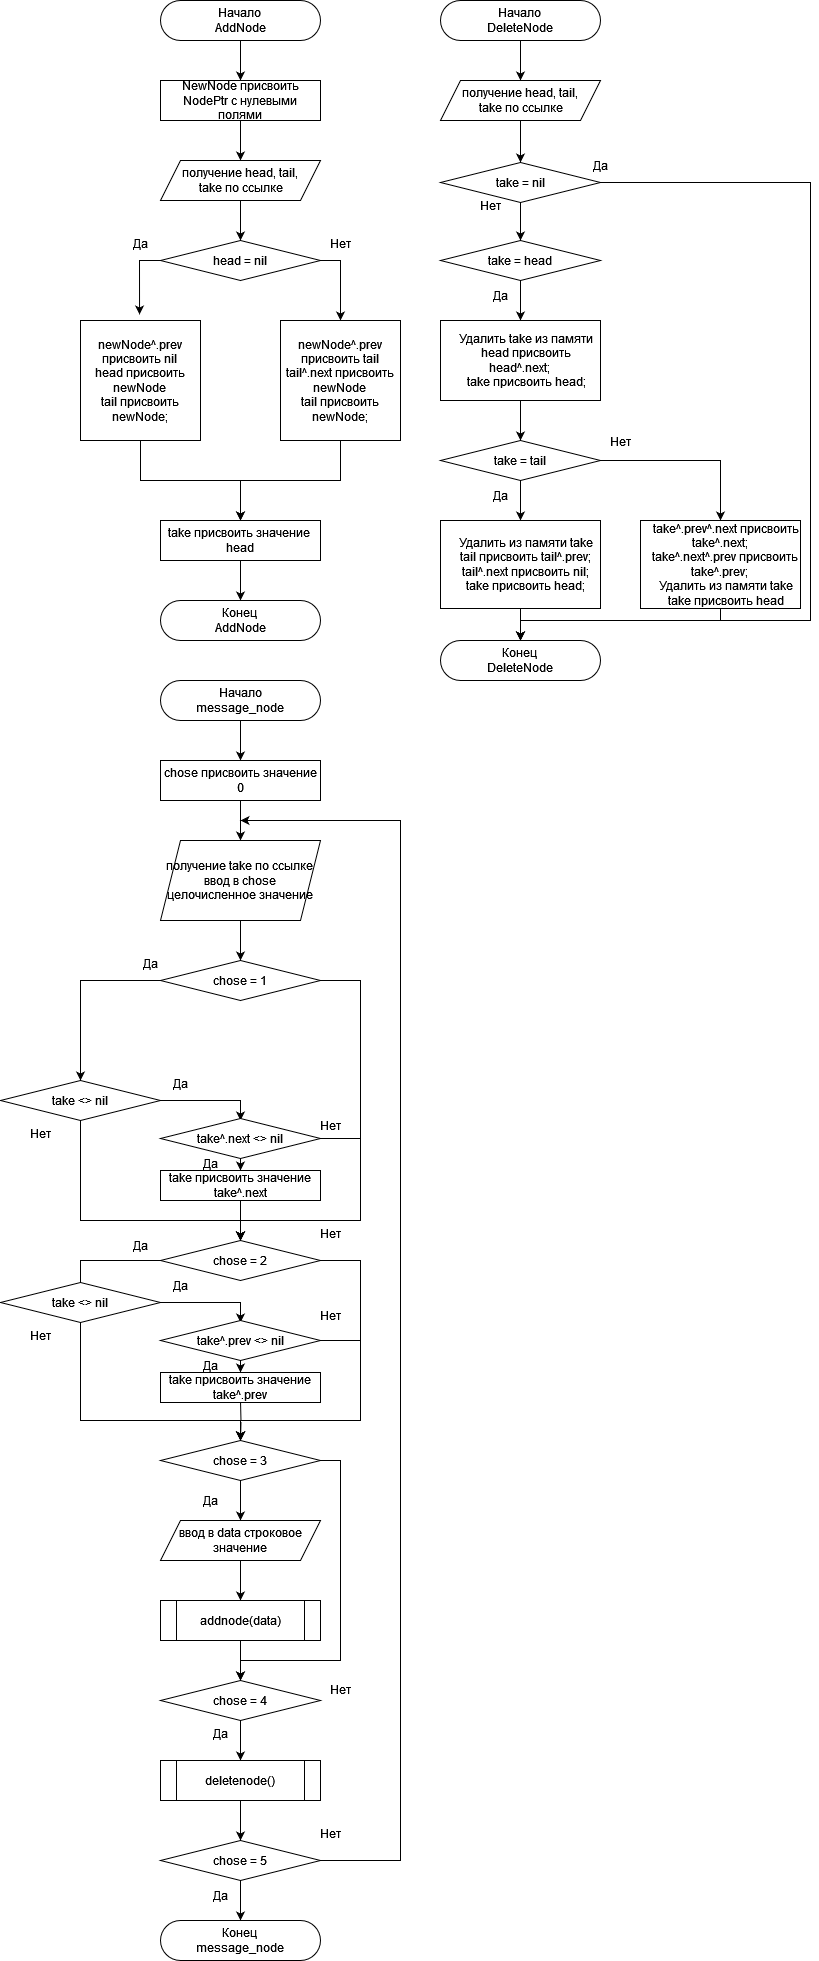 Начало
AddNode
NewNode присвоить
NodePtr с нулевыми
полями
получение head, tail,
take по ссылке
Да
Нет
head = nil
newNode^.prev
присвоить nil
head присвоить
newNode
tail присвоить
newNode;
newNode^.prev
присвоить tail
tail^.next присвоить
newNode
tail присвоить
newNode;
take присвоить значение
head
Конец
AddNode
Начало
DeleteNode
получение head, tail,
take по ссылке
Да
take = nil
Нет
take = head
Да
Удалить take из памяти
head присвоить
head^.next;
take присвоить head;
Нет
take = tail
Да
Удалить из памяти take
tail присвоить tail^.prev;
tail^.next присвоить nil;
take присвоить head;
take^.prev^.next присвоить
take^.next;
take^.next^.prev присвоить
take^.prev;
Удалить из памяти take
take присвоить head
Конец
DeleteNode
Начало
message_node
chose присвоить значение
0
получение take по ссылке
ввод в chose
целочисленное значение
Да
chose = 1
Да
take <> nil
Нет
Нет
take^.next <> nil
Да
take присвоить значение
take^.next
Нет
Да
chose = 2
Да
take <> nil
Нет
Нет
take^.prev <> nil
Да
take присвоить значение
take^.prev
chose = 3
Да
ввод в data строковое
значение
addnode(data)
Нет
chose = 4
Да
deletenode()
Нет
chose = 5
Да
Конец
message_node